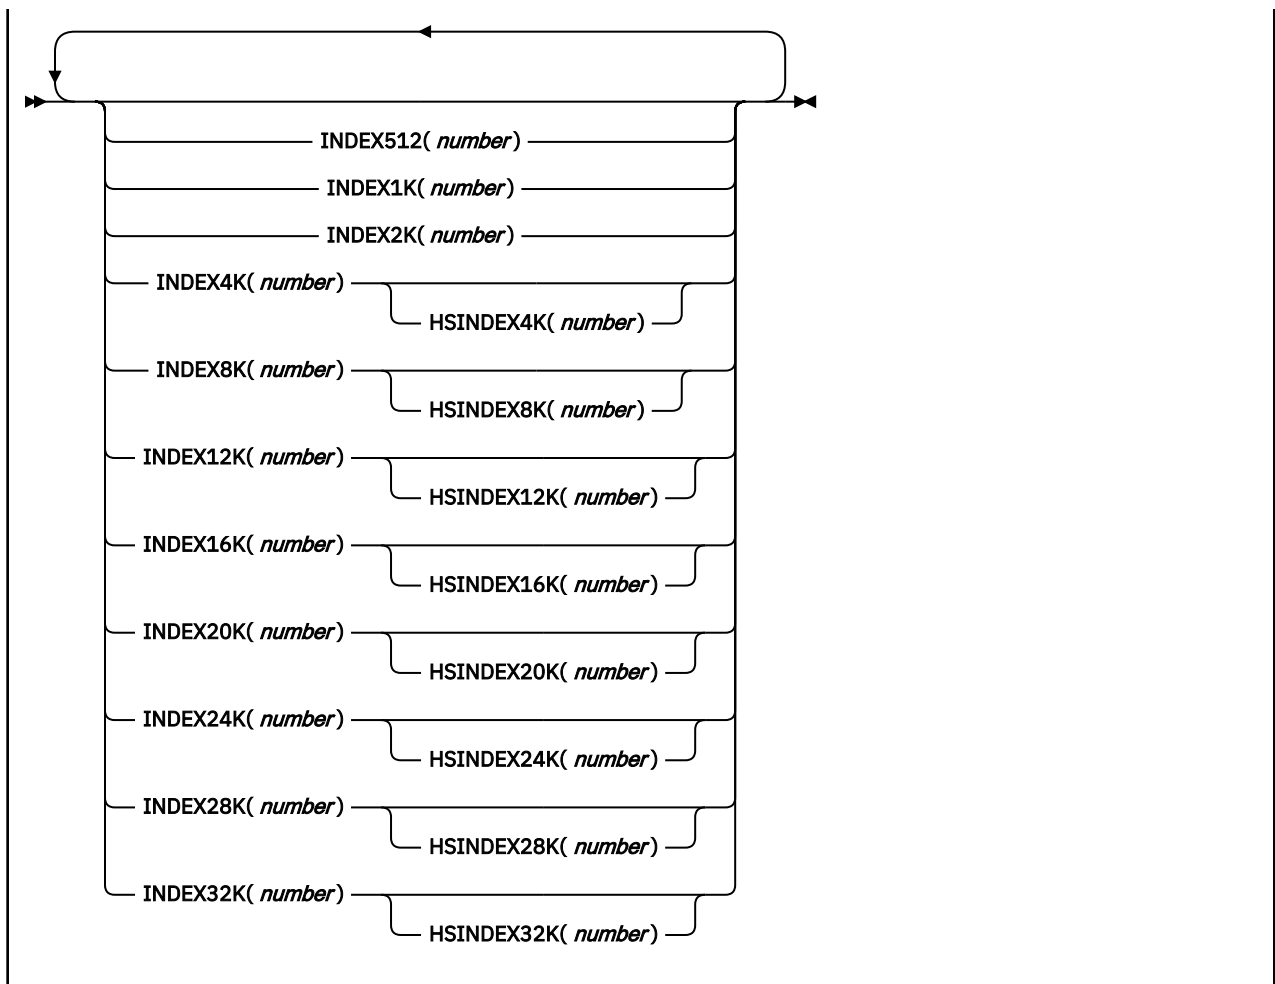 INDEX512( number)
INDEX1K( number)
INDEX2K( number)
INDEX4K( number)
HSINDEX4K( number)
INDEX8K( number)
HSINDEX8K( number)
INDEX12K( number)
HSINDEX12K( number)
INDEX16K( number)
HSINDEX16K( number)
INDEX20K( number)
HSINDEX20K( number)
INDEX24K( number)
HSINDEX24K( number)
INDEX28K( number)
HSINDEX28K( number)
INDEX32K( number)
HSINDEX32K( number)